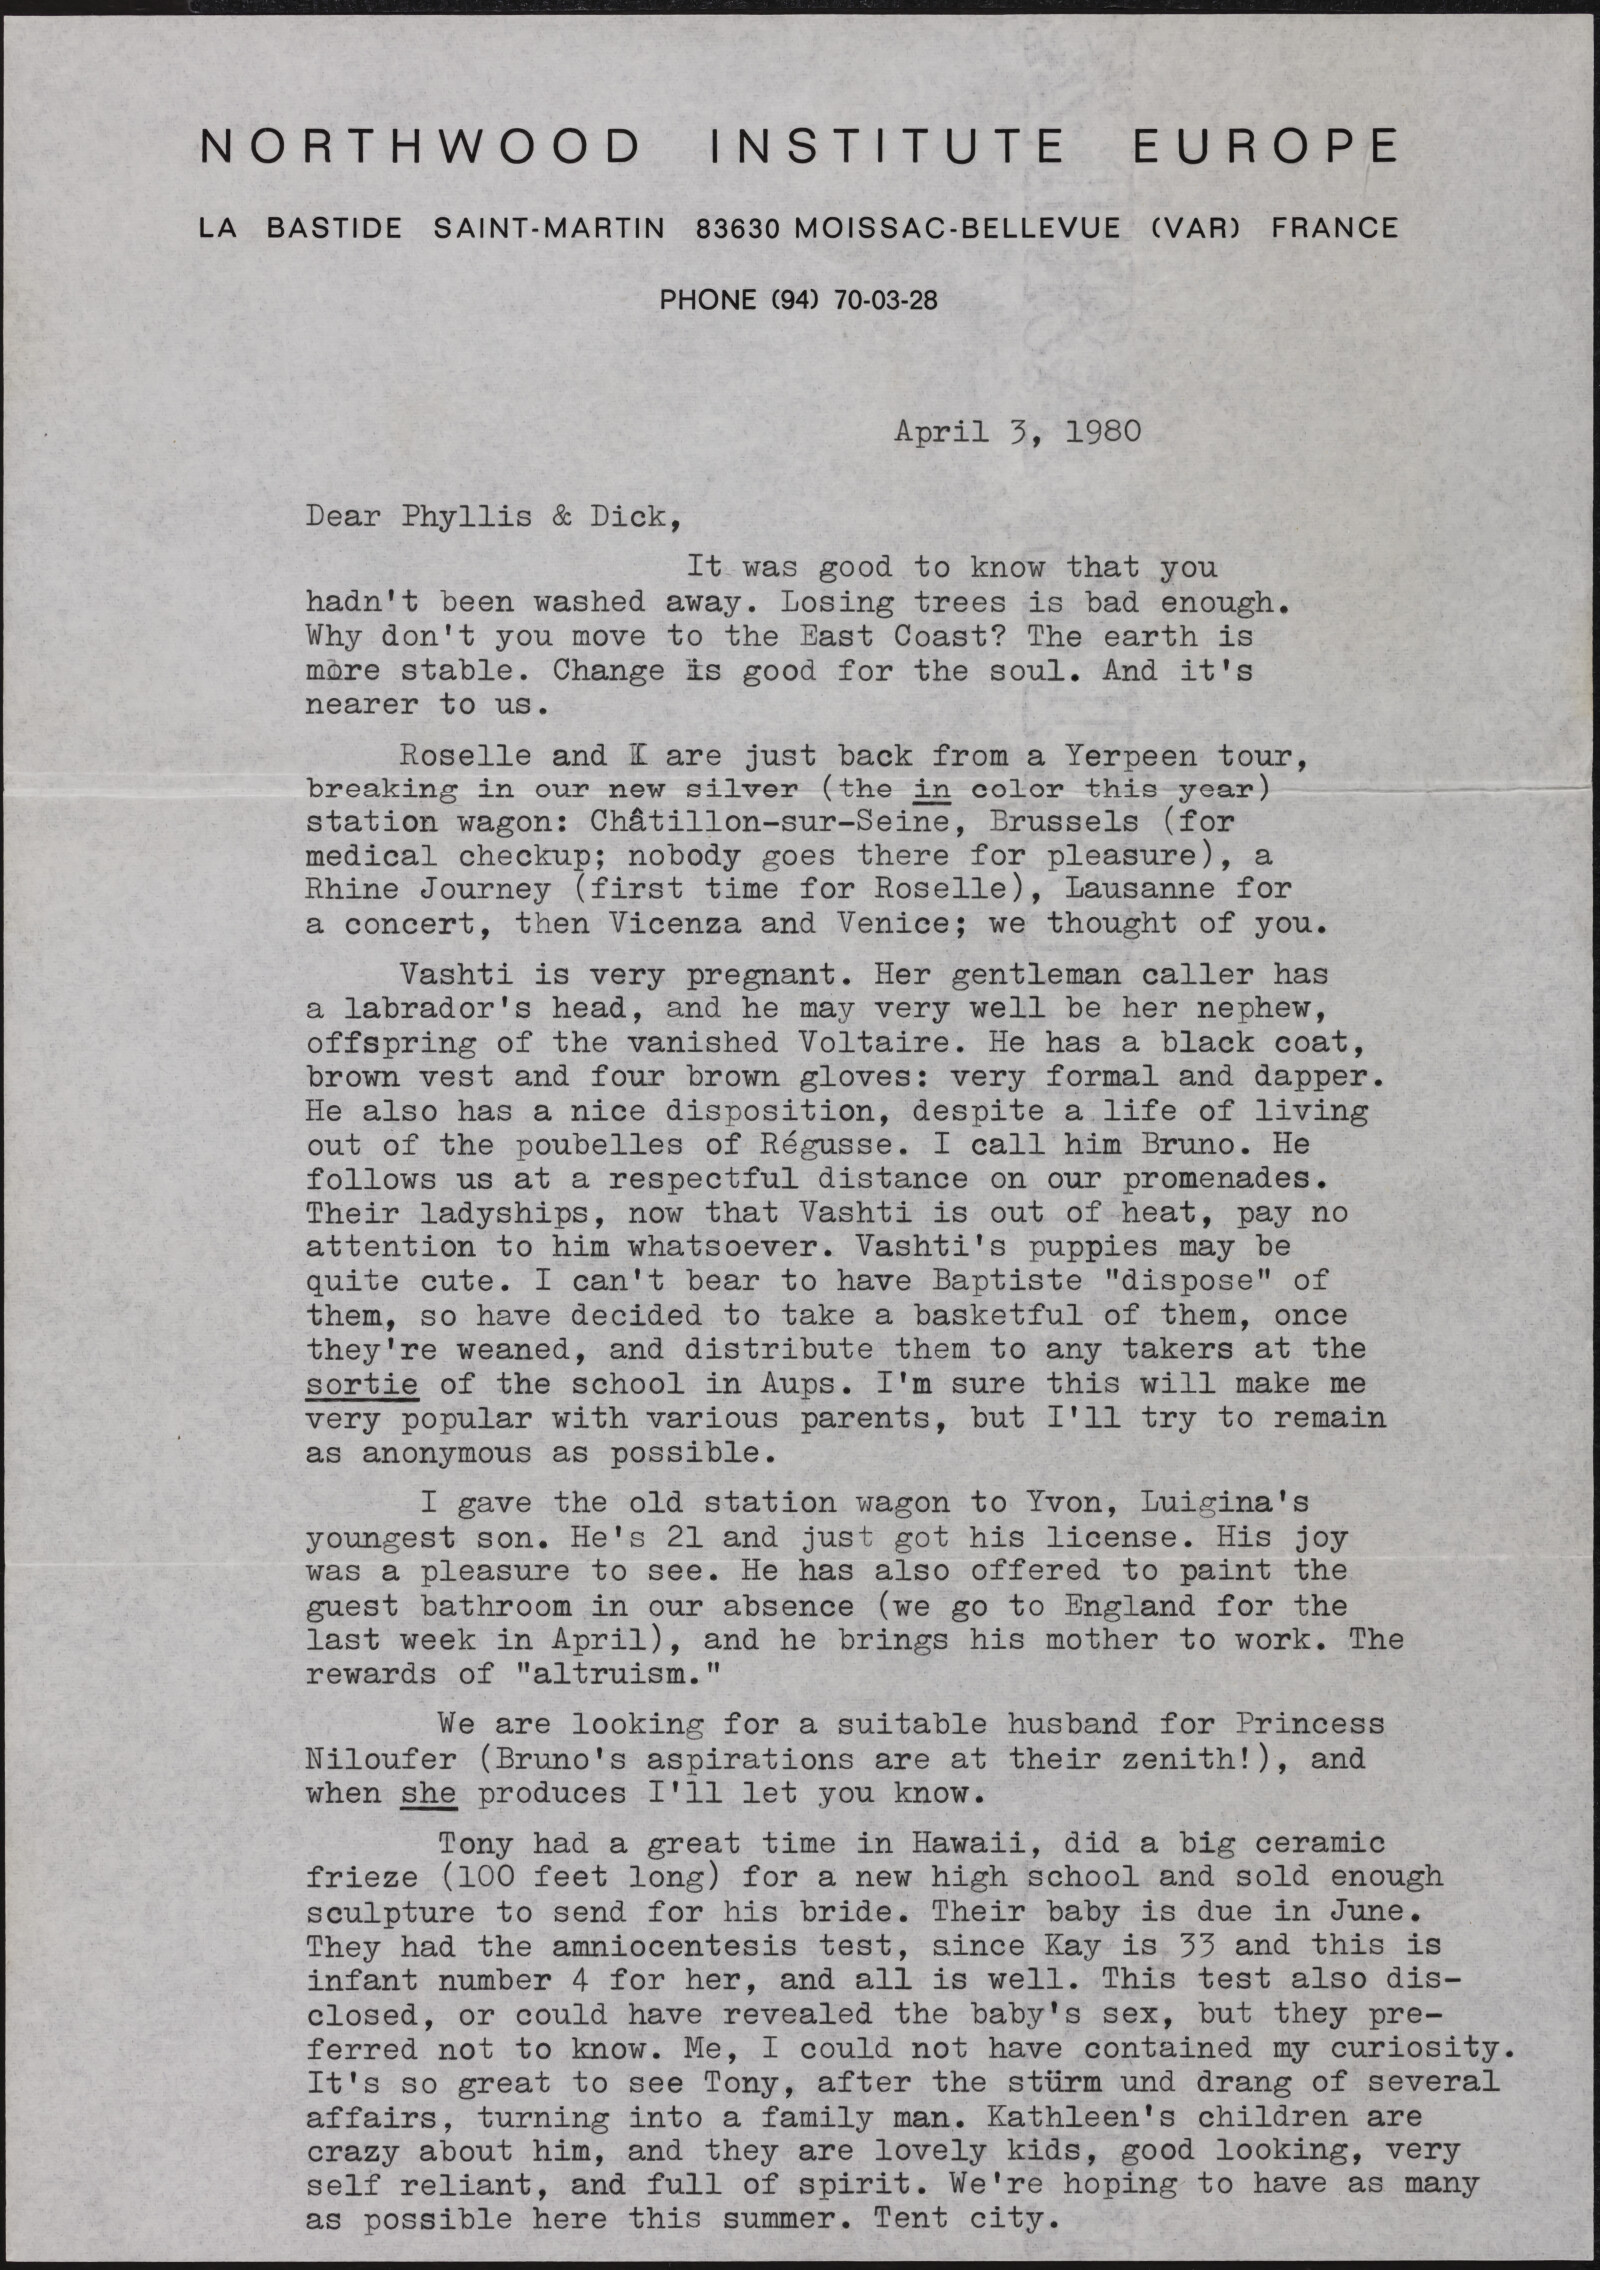 NORTHWOOD INSTITUTE EUROPE
LA BASTIDE SAINT-MARTIN 83630 MOISSAC-BELLEVUE (VAR) FRANCE
PHONE (94) 70-03-28
April 3, 1980
Dear Phyllis & Dick,
It was good to know that you
hadn't been washed away. Losing trees is bad enough.
Why don't you move to the East Coast? The earth is
more stable. Change is good for the soul. And it's
nearer to us.
Roselle and I are just back from a Yerpeen tour,
breaking in our new silver (the in color this year)
station wagon: Châtillon-sur-Seine, Brussels (for
medical checkup; nobody goes there for pleasure), a
Rhine Journey (first time for Roselle), Lausanne for
a concert, then Vicenza and Venice; we thought of you.
Vashti is very pregnant. Her gentleman caller has
a labrador's head, and he may very well be her nephew,
offspring of the vanished Voltaire. He has a black coat,
brown vest and four brown gloves: very formal and dapper.
He also has a nice disposition, despite a life of living
out of the poubelles of Régusse. I call him Bruno. He
follows us at a respectful distance on our promenades.
Their ladyships, now that Vashti is out of heat, pay no
attention to him whatsoever. Vashti's puppies may be
quite cute. I can't bear to have Baptiste "dispose" of
them, so have decided to take a basketful of them, once
they're weaned, and distribute them to any takers at the
sortie of the school in Aups. I'm sure this will make me
very popular with various parents, but I'll try to remain
as anonymous as possible.
I gave the old station wagon to Yvon, Luigina's
youngest son. He's 21 and just got his license. His joy
was a pleasure to see. He has also offered to paint the
guest bathroom in our absence (we go to England for the
last week in April), and he brings his mother to work. The
rewards of "altruism."
We are looking for a suitable husband for Princess
Niloufer (Bruno's aspirations are at their zenith!), and
when she produces I'll let you know.
Tony had a great time in Hawaii, did a big ceramic
frieze (100 feet long) for a new high school and sold enough
sculpture to send for his bride. Their baby is due in June.
They had the amniocentesis test, since Kay is 33 and this is
infant number 4 for her, and all is well. This test also dis-
closed, or could have revealed the baby's sex, but they pre-
ferred not to know. Me, I could not have contained my curiosity.
It's so great to see Tony, after the stürm und drang of several
affairs, turning into a family man. Kathleen's children are
crazy about him, and they are lovely kids, good looking, very
self reliant, and full of spirit. We're hoping to have as many
as possible here this summer. Tent city.